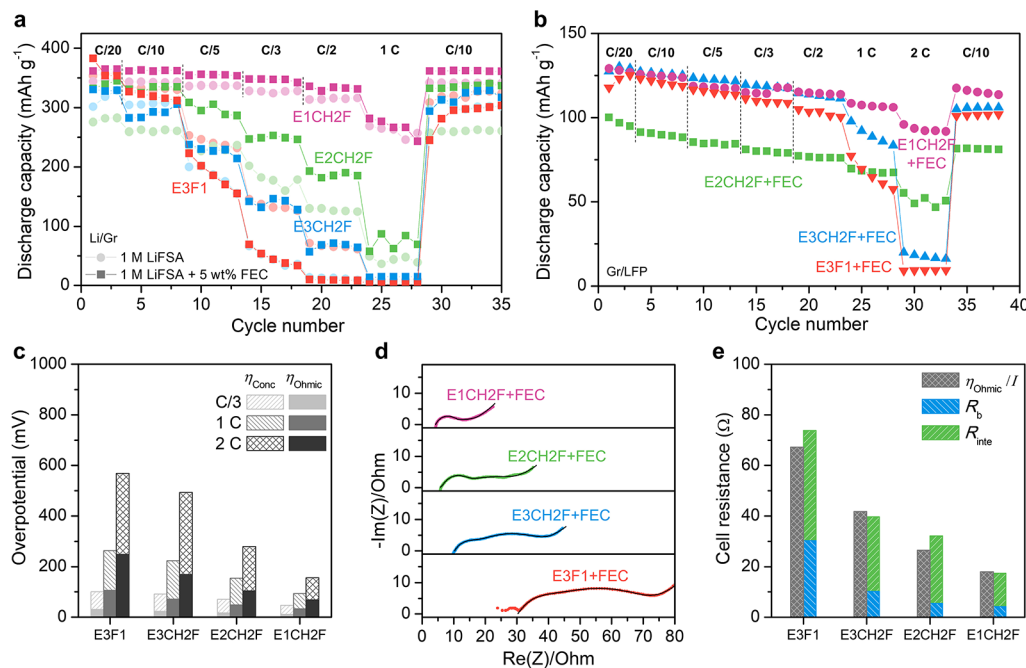 a
C/20 C/10 C/5 C/3 C/2 1 C C/10
400
350
300
250
200
150
100
50
0
Discharge capacity (mAh g⁻¹)
E1CH2F
E2CH2F
E3F1
E3CH2F
Li/Gr
1 M LiFSA
1 M LiFSA + 5 wt% FEC
0 5 10 15 20 25 30 35
Cycle number
b
C/20 C/10 C/5 C/3 C/2 1 C 2 C C/10
150
100
50
0
Discharge capacity (mAh g⁻¹)
E1CH2F
+FEC
E2CH2F+FEC
E3CH2F+FEC
E3F1+FEC
Gr/LFP
0 5 10 15 20 25 30 35 40
Cycle number
c
1000
800
600
400
200
0
Overpotential (mV)
ηConc ηOhmic
C/3
1 C
2 C
E3F1 E3CH2F E2CH2F E1CH2F
d
-Im(Z)/Ohm
10
0
E1CH2F+FEC
10
0
E2CH2F+FEC
10
0
E3CH2F+FEC
10
0
E3F1+FEC
0 10 20 30 40 50 60 70 80
Re(Z)/Ohm
e
100
80
60
40
20
0
Cell resistance (Ω)
ηOhmic/I
Rb
Rinte
E3F1 E3CH2F E2CH2F E1CH2F